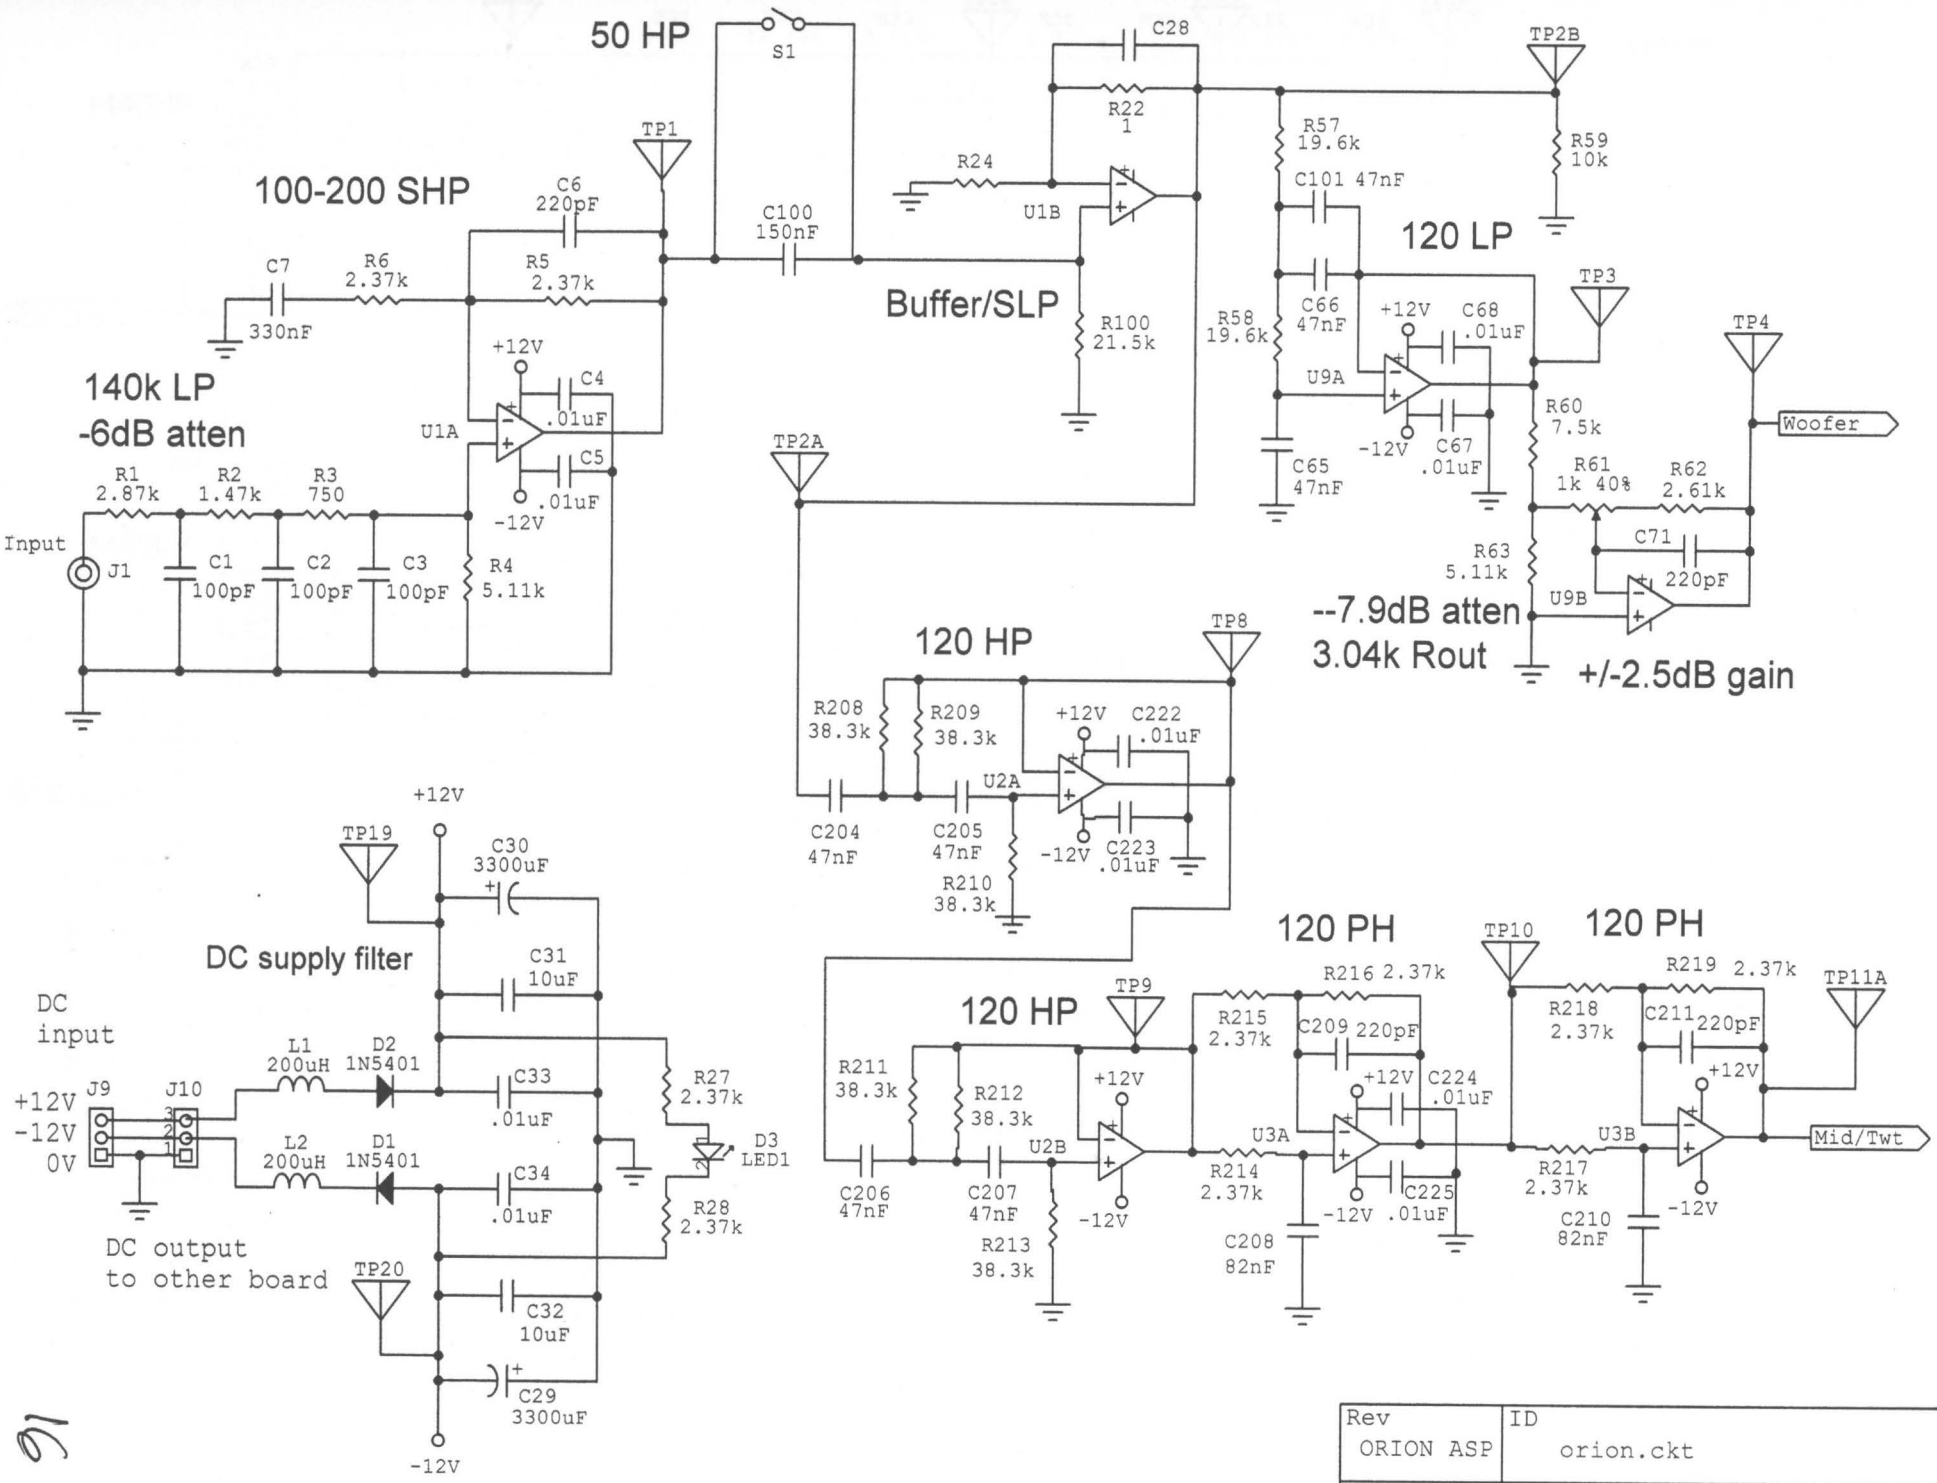 50 HP
S1
C28
TP2B
R22
1
R57
19.6k
R59
10k
TP1
100-200 SHP
C6
220pF
C100
150nF
R24
U1B
C101 47nF
120 LP
C7
330nF
R6
2.37k
R5
2.37k
Buffer/SLP
R100
21.5k
R58
19.6k
C66
47nF
+12V
C68
.01uF
TP3
TP4
140k LP
-6dB atten
+12V
C4
.01uF
U1A
C5
.01uF
-12V
TP2A
U9A
-12V
C67
.01uF
R60
7.5k
Woofer
R1
2.87k
R2
1.47k
R3
750
C65
47nF
R61
1k 40%
R62
2.61k
Input
J1
C1
100pF
C2
100pF
C3
100pF
R4
5.11k
R63
5.11k
C71
220pF
U9B
--7.9dB atten
3.04k Rout
+/-2.5dB gain
120 HP
TP8
R208
38.3k
R209
38.3k
+12V
C222
.01uF
U2A
C204
47nF
C205
47nF
-12V
C223
.01uF
R210
38.3k
+12V
TP19
C30
3300uF
+
DC supply filter
C31
10uF
DC
input
L1
200uH
D2
1N5401
C33
.01uF
R27
2.37k
J9
J10
+12V
-12V
0V
3
2
1
L2
200uH
D1
1N5401
C34
.01uF
1
2
D3
LED1
R28
2.37k
DC output
to other board
TP20
C32
10uF
+
C29
3300uF
-12V
120 HP
TP9
120 PH
TP10
120 PH
TP11A
R211
38.3k
R212
38.3k
+12V
U2B
C206
47nF
C207
47nF
-12V
R213
38.3k
R215
2.37k
R216 2.37k
C209 220pF
+12V
C224
.01uF
U3A
R214
2.37k
-12V
C225
.01uF
C208
82nF
R218
2.37k
R219 2.37k
C211
220pF
+12V
U3B
R217
2.37k
-12V
C210
82nF
Mid/Twt
Rev
ORION ASP
ID
orion.ckt